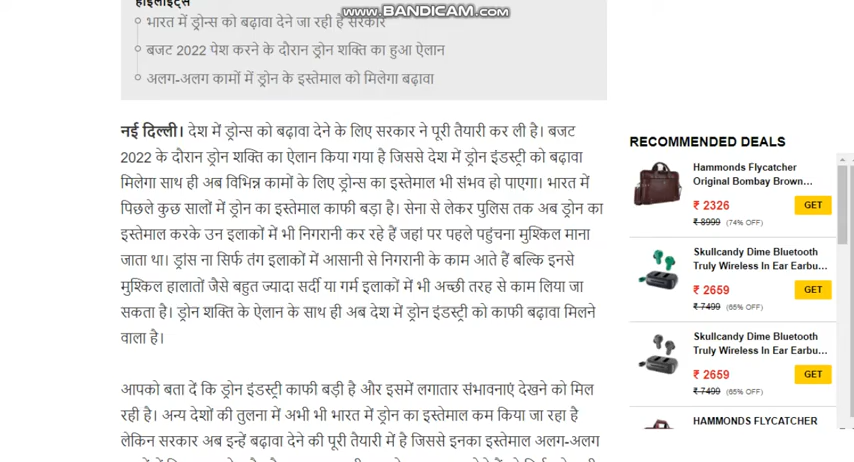 हाइलाइट्स
www.BANDICAM.com
भारत में ड्रोन्स को बढ़ावा देने जा रही है सरकार
बजट 2022 पेश करने के दौरान ड्रोन शक्ति का हुआ ऐलान
अलग-अलग कामों में ड्रोन के इस्तेमाल को मिलेगा बढ़ावा
नई दिल्ली। देश में ड्रोन्स को बढ़ावा देने के लिए सरकार ने पूरी तैयारी कर ली है। बजट
2022 के दौरान ड्रोन शक्ति का ऐलान किया गया है जिससे देश में ड्रोन इंडस्ट्री को बढ़ावा
मिलेगा साथ ही अब विभिन्न कामों के लिए ड्रोन्स का इस्तेमाल भी संभव हो पाएगा। भारत में
पिछले कुछ सालों में ड्रोन का इस्तेमाल काफी बड़ा है। सेना से लेकर पुलिस तक अब ड्रोन का
इस्तेमाल करके उन इलाकों में भी निगरानी कर रहे हैं जहां पर पहले पहुंचना मुश्किल माना
जाता था। ड्रांस ना सिर्फ तंग इलाकों में आसानी से निगरानी के काम आते हैं बल्कि इनसे
मुश्किल हालातों जैसे बहुत ज्यादा सर्दी या गर्म इलाकों में भी अच्छी तरह से काम लिया जा
सकता है। ड्रोन शक्ति के ऐलान के साथ ही अब देश में ड्रोन इंडस्ट्री को काफी बढ़ावा मिलने
वाला है।
आपको बता दें कि ड्रोन इंडस्ट्री काफी बड़ी है और इसमें लगातार संभावनाएं देखने को मिल
रही है। अन्य देशों की तुलना में अभी भी भारत में ड्रोन का इस्तेमाल कम किया जा रहा है
लेकिन सरकार अब इन्हें बढ़ावा देने की पूरी तैयारी में है जिससे इनका इस्तेमाल अलग-अलग
RECOMMENDED DEALS
Hammonds Flycatcher
Original Bombay Brown...
₹ 2326
GET
₹ 8999 (74% OFF)
Skullcandy Dime Bluetooth
Truly Wireless In Ear Earbu...
₹ 2659
GET
₹ 7499 (65% OFF)
Skullcandy Dime Bluetooth
Truly Wireless In Ear Earbu...
₹ 2659
GET
₹ 7499 (65% OFF)
HAMMONDS FLYCATCHER